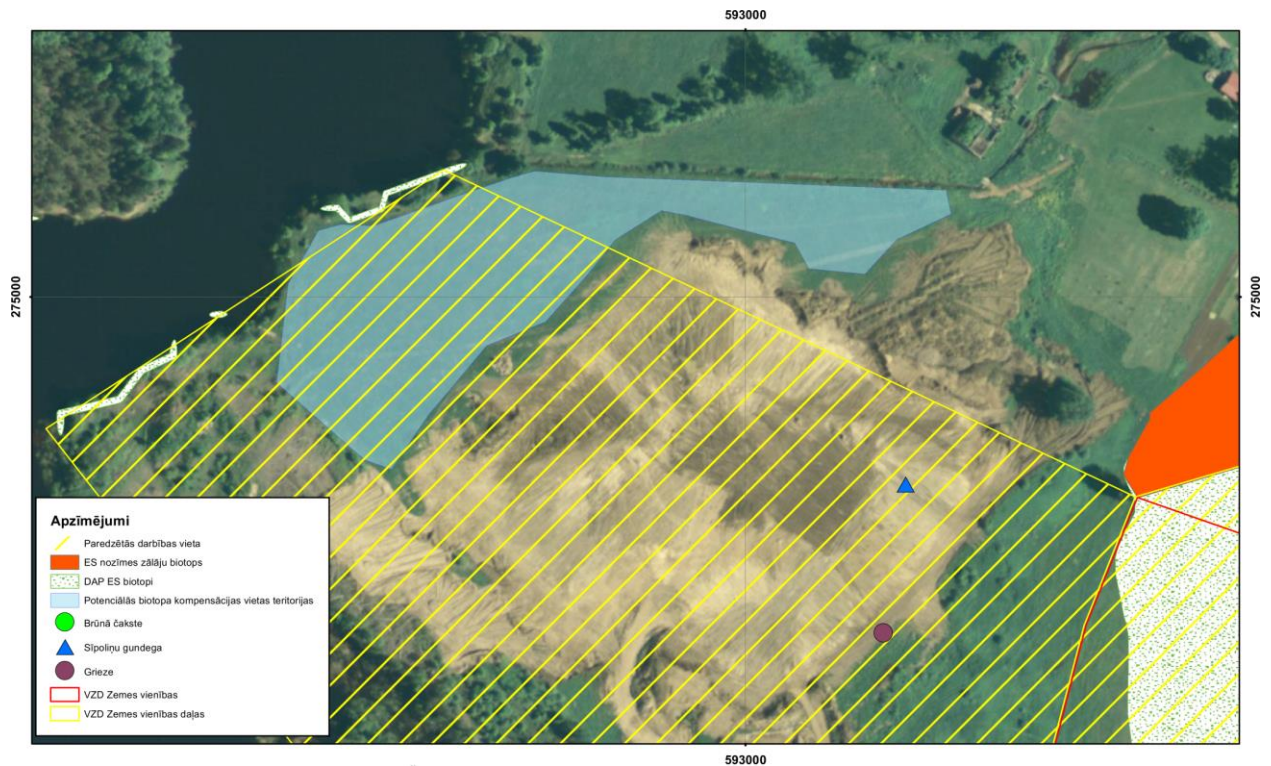 593000
275000
275000
Apzīmējumi
Paredzētās darbības vieta
ES nozīmes zālāju biotops
DAP ES biotopi
Potenciālās biotopa kompensācijas vietas teritorijas
Brūnā čakste
Sīpoliņu gundega
Grieze
VZD Zemes vienības
VZD Zemes vienības daļas
593000